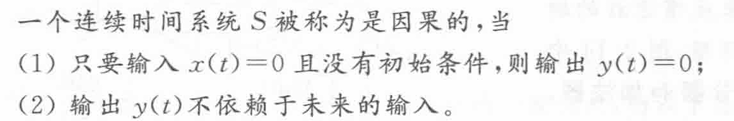 一个连续时间系统 S 被称为是因果的,当
(1) 只要输入 x(t)=0 且没有初始条件,则输出 y(t)=0;
(2) 输出 y(t)不依赖于未来的输入。